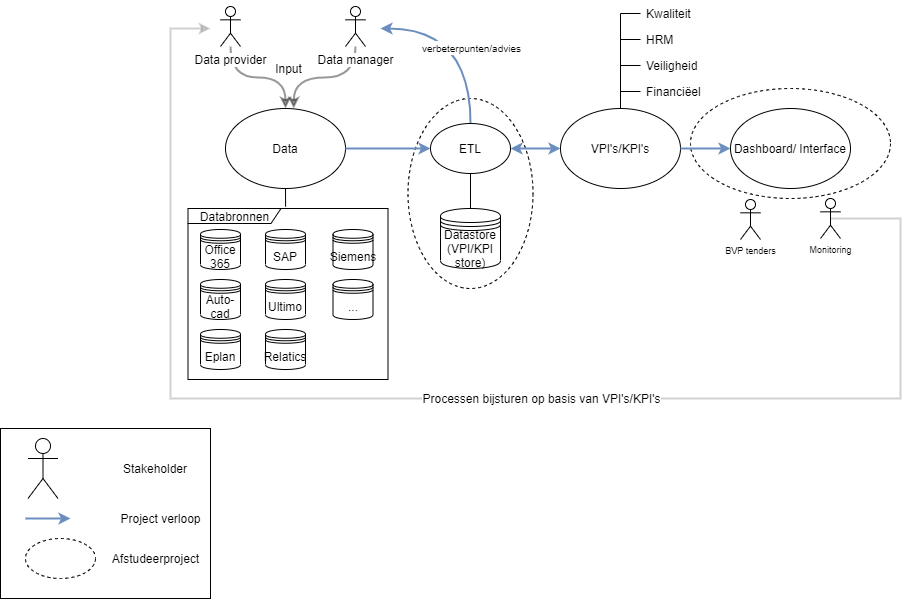 Kwaliteit
HRM
Veiligheid
Financiëel
verbeterpunten/advies
Data provider
Data manager
Input
Data
ETL
VPI's/KPI's
Dashboard/ Interface
Databronnen
Office
365
SAP
Siemens
Auto-
cad
Ultimo
...
Eplan
Relatics
Datastore
(VPI/KPI
store)
BVP tenders
Monitoring
Processen bijsturen op basis van VPI's/KPI's
Stakeholder
Project verloop
Afstudeerproject